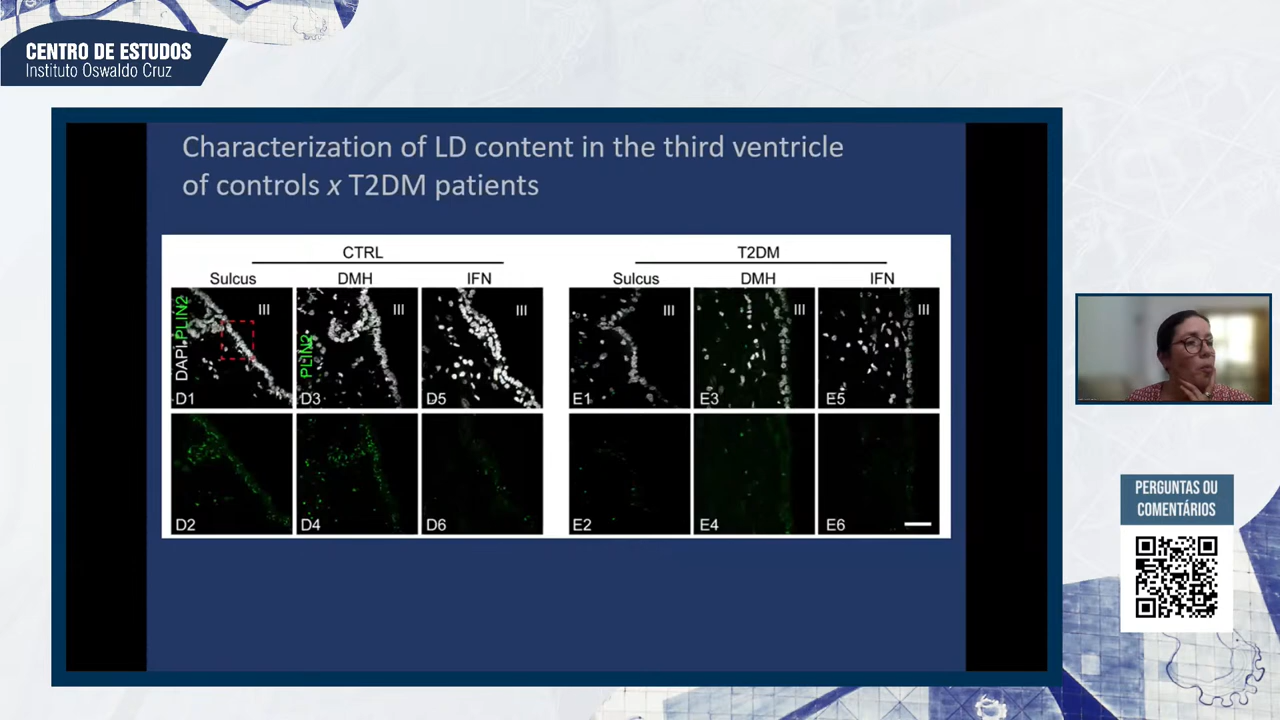 CENTRO DE ESTUDOS
Instituto Oswaldo Cruz
Characterization of LD content in the third ventricle
of controls x T2DM patients
CTRL
Sulcus DMH IFN
DAPI PLIN2
III
D1
PLIN2
III
D3
III
D5
D2 D4 D6
T2DM
Sulcus DMH IFN
III III III
E1 E3 E5
E2 E4 E6
PERGUNTAS OU
COMENTÁRIOS